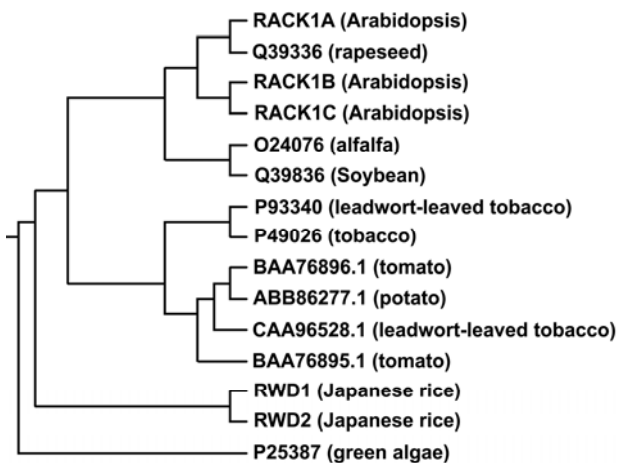 RACK1A (Arabidopsis)
Q39336 (rapeseed)
RACK1B (Arabidopsis)
RACK1C (Arabidopsis)
O24076 (alfalfa)
Q39836 (Soybean)
P93340 (leadwort-leaved tobacco)
P49026 (tobacco)
BAA76896.1 (tomato)
ABB86277.1 (potato)
CAA96528.1 (leadwort-leaved tobacco)
BAA76895.1 (tomato)
RWD1 (Japanese rice)
RWD2 (Japanese rice)
P25387 (green algae)